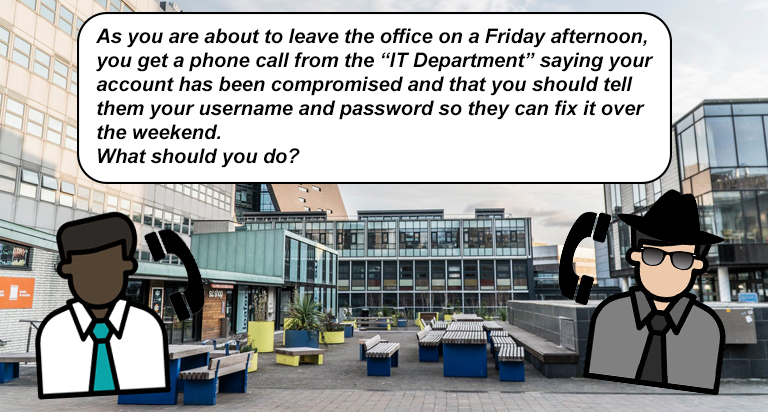 As you are about to leave the office on a Friday afternoon,
you get a phone call from the “IT Department” saying your
account has been compromised and that you should tell
them your username and password so they can fix it over
the weekend.
What should you do?